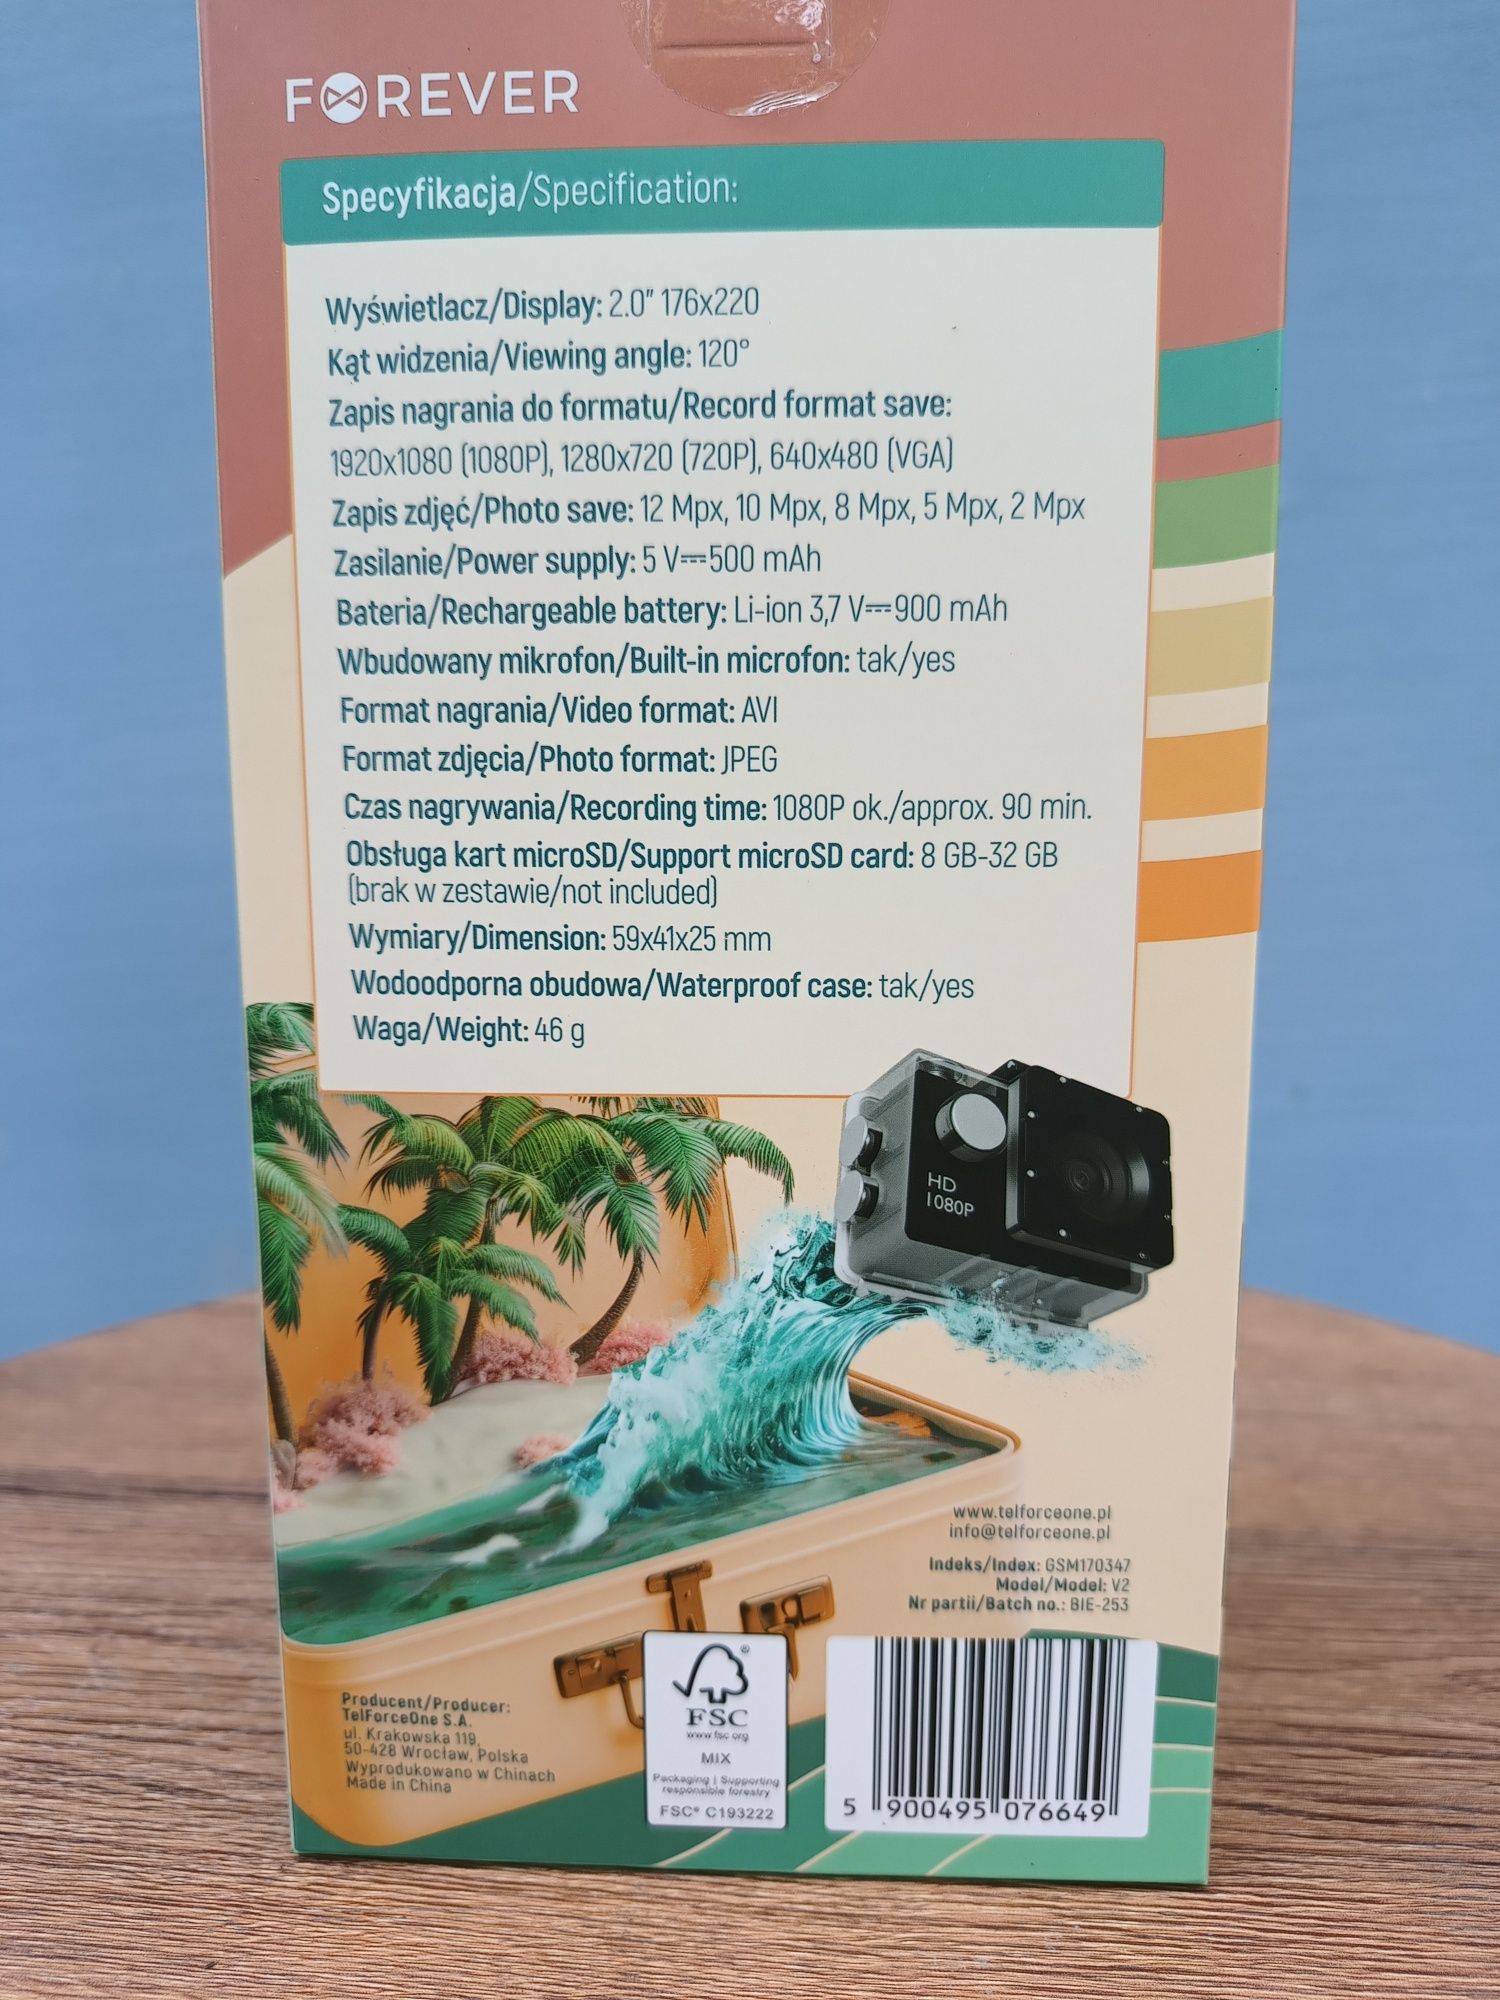 FOREVER
Specyfikacja/Specification:
Wyświetlacz/Display: 2.0" 176x220
Kąt widzenia/Viewing angle: 120°
Zapis nagrania do formatu/Record format save:
1920x1080 (1080P), 1280x720 (720P), 640x480 (VGA)
Zapis zdjęć/Photo save: 12 Mpx, 10 Mpx, 8 Mpx, 5 Mpx, 2 Mpx
Zasilanie/Power supply: 5 V⎓500 mAh
Bateria/Rechargeable battery: Li-ion 3,7 V⎓900 mAh
Wbudowany mikrofon/Built-in microfon: tak/yes
Format nagrania/Video format: AVI
Format zdjęcia/Photo format: JPEG
Czas nagrywania/Recording time: 1080P ok./approx. 90 min.
Obsługa kart microSD/Support microSD card: 8 GB-32 GB
(brak w zestawie/not included)
Wymiary/Dimension: 59x41x25 mm
Wodoodporna obudowa/Waterproof case: tak/yes
Waga/Weight: 46 g
HD
1080P
www.telforceone.pl
info@telforceone.pl
Indeks/Index: GSM170347
Model/Model: V2
Nr partii/Batch no.: BIE-253
Producent/Producer:
TelForceOne S.A.
ul. Krakowska 119,
50-428 Wrocław, Polska
Wyprodukowano w Chinach
Made in China
®
FSC
www.fsc.org
MIX
Packaging | Supporting
responsible forestry
FSC® C193222
5 900495 076649